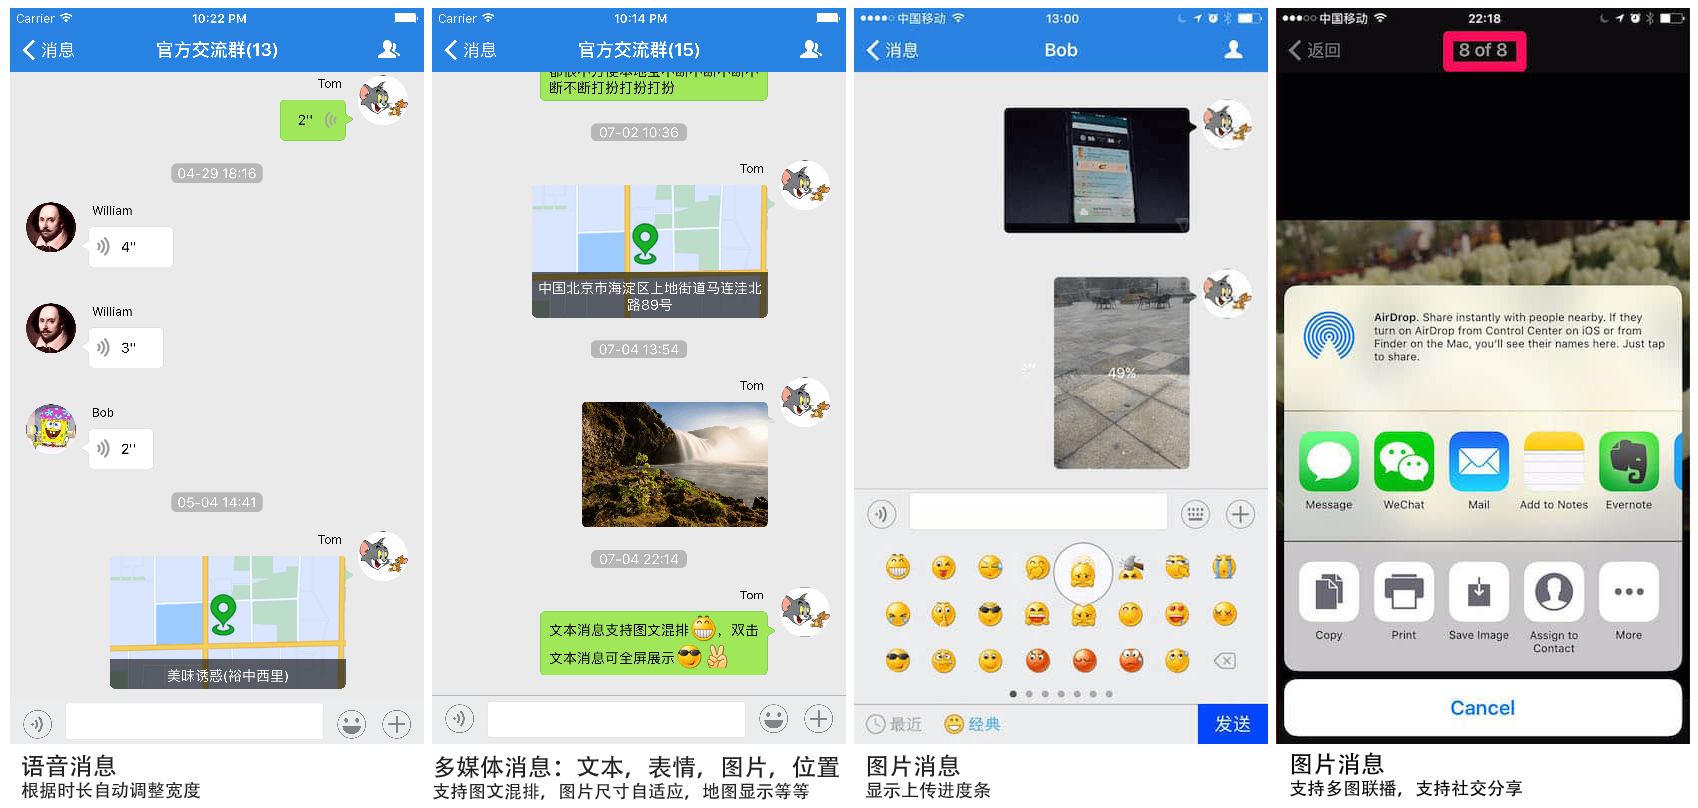 Carrier 10:22 PM
消息 官方交流群(13)
Tom
2''
04-29 18:16
William
4''
William
3''
Bob
2''
05-04 14:41
Tom
美味诱惑(裕中西里)
语音消息
根据时长自动调整宽度
Carrier 10:14 PM
消息 官方交流群(15)
断不断打扮打扮打扮
07-02 10:36
Tom
中国北京市海淀区上地街道马连洼北
路89号
07-04 13:54
Tom
07-04 22:14
Tom
文本消息支持图文混排，双击
文本消息可全屏展示
多媒体消息：文本，表情，图片，位置
支持图文混排，图片尺寸自适应，地图显示等等
中国移动 13:00
消息 Bob
49%
最近 经典 发送
图片消息
显示上传进度条
中国移动 22:18
返回 8 of 8
AirDrop. Share instantly with people nearby. If they
turn on AirDrop from Control Center on iOS or from
Finder on the Mac, you'll see their names here. Just tap
to share.
Message WeChat Mail Add to Notes Evernote
Copy Print Save Image Assign to
Contact More
Cancel
图片消息
支持多图联播，支持社交分享